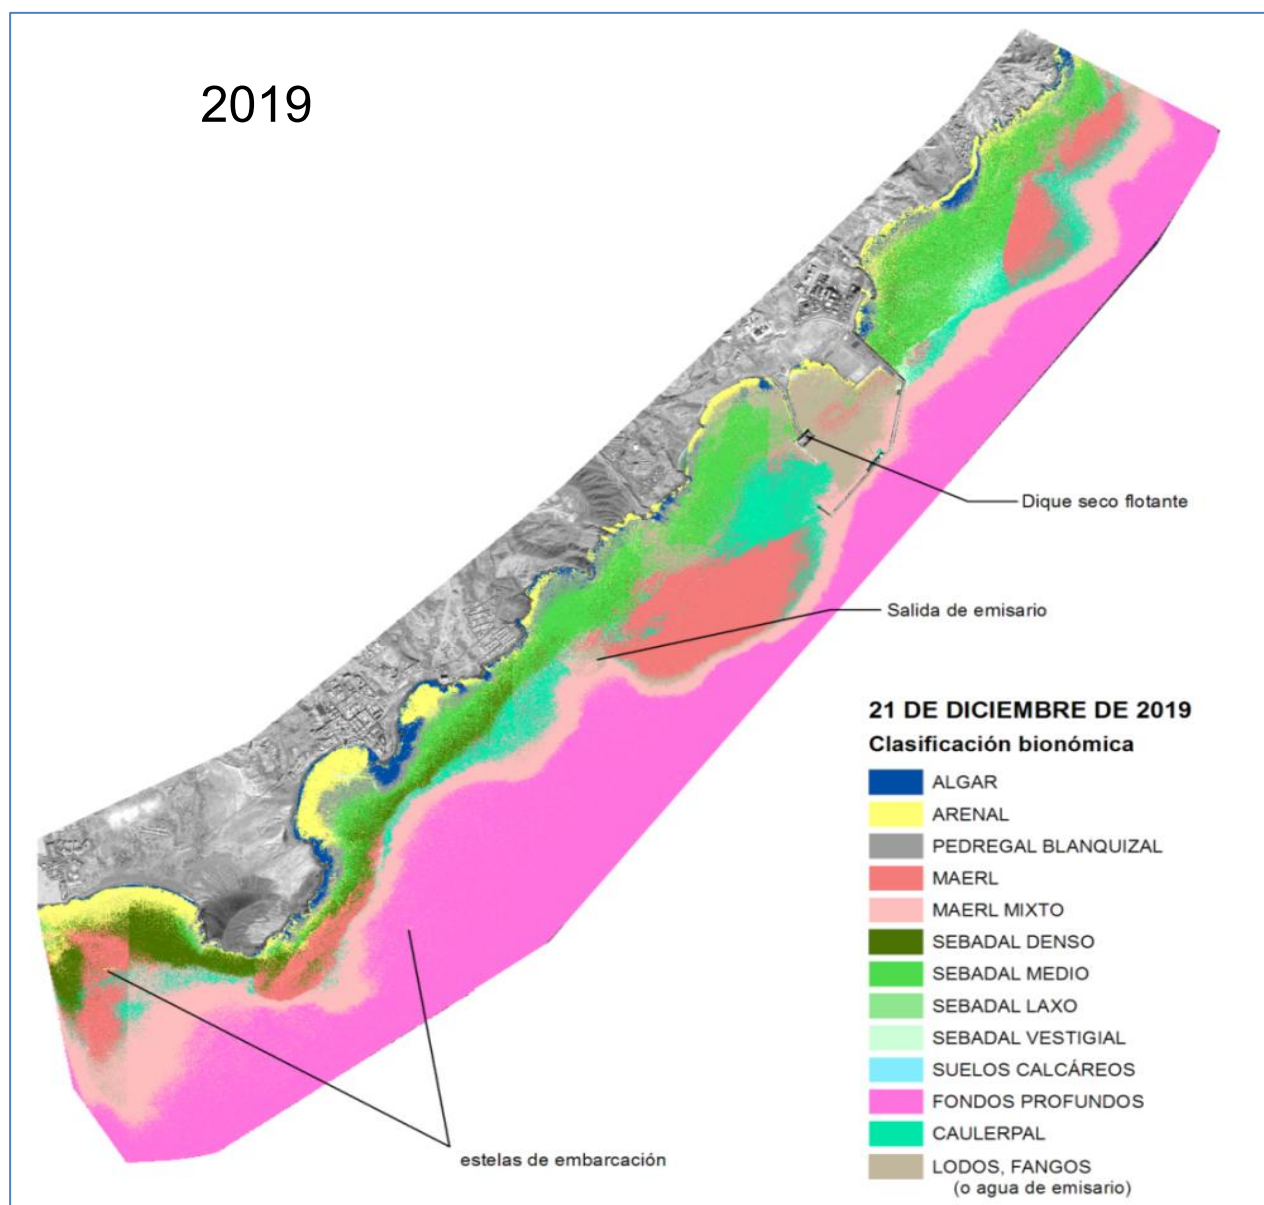 2019
Dique seco flotante
Salida de emisario
21 DE DICIEMBRE DE 2019
Clasificación bionómica
ALGAR
ARENAL
PEDREGAL BLANQUIZAL
MAERL
MAERL MIXTO
SEBADAL DENSO
SEBADAL MEDIO
SEBADAL LAXO
SEBADAL VESTIGIAL
SUELOS CALCÁREOS
FONDOS PROFUNDOS
CAULERPAL
LODOS, FANGOS
(o agua de emisario)
estelas de embarcación